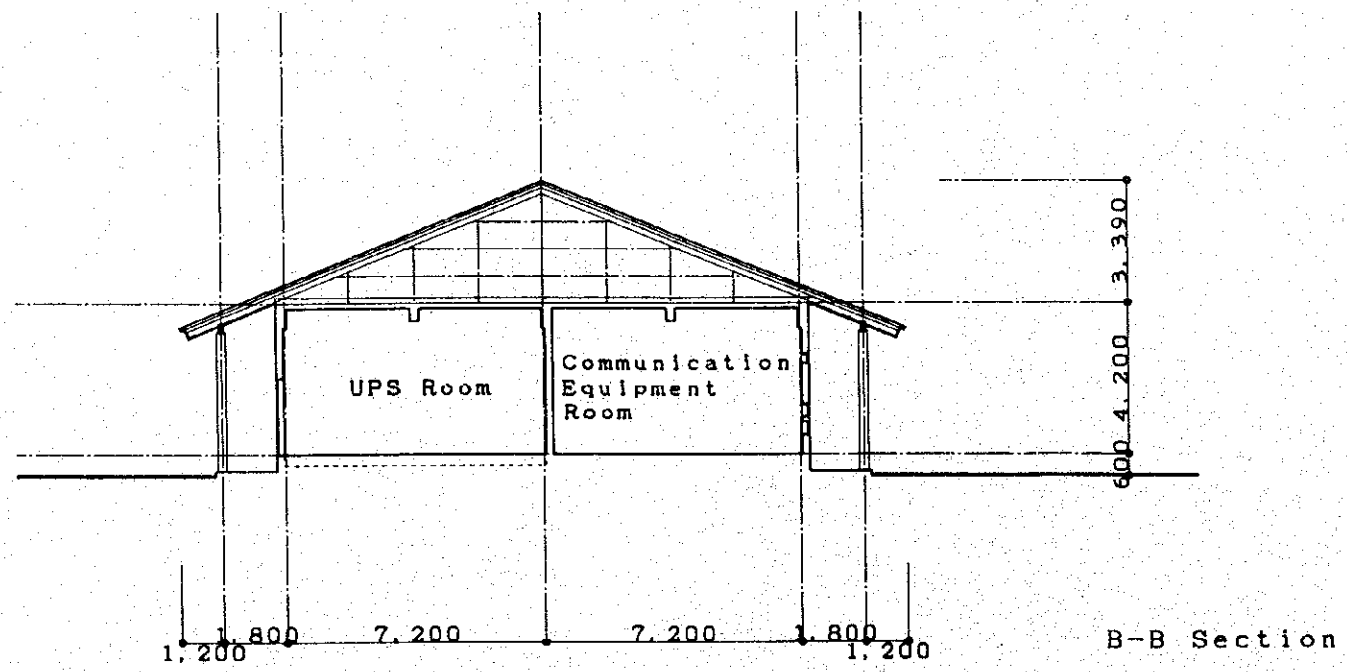 3,390
Communication
Equipment
Room
UPS Room
4,200
600
1,800
7,200
7,200
1,800
1,200
1,200
B-B Section